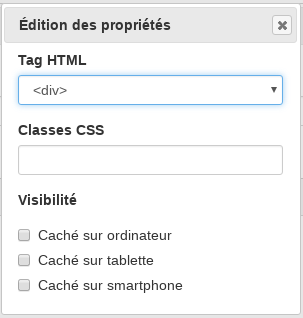 Édition des propriétés
Tag HTML
<div>
Classes CSS
Visibilité
Caché sur ordinateur
Caché sur tablette
Caché sur smartphone